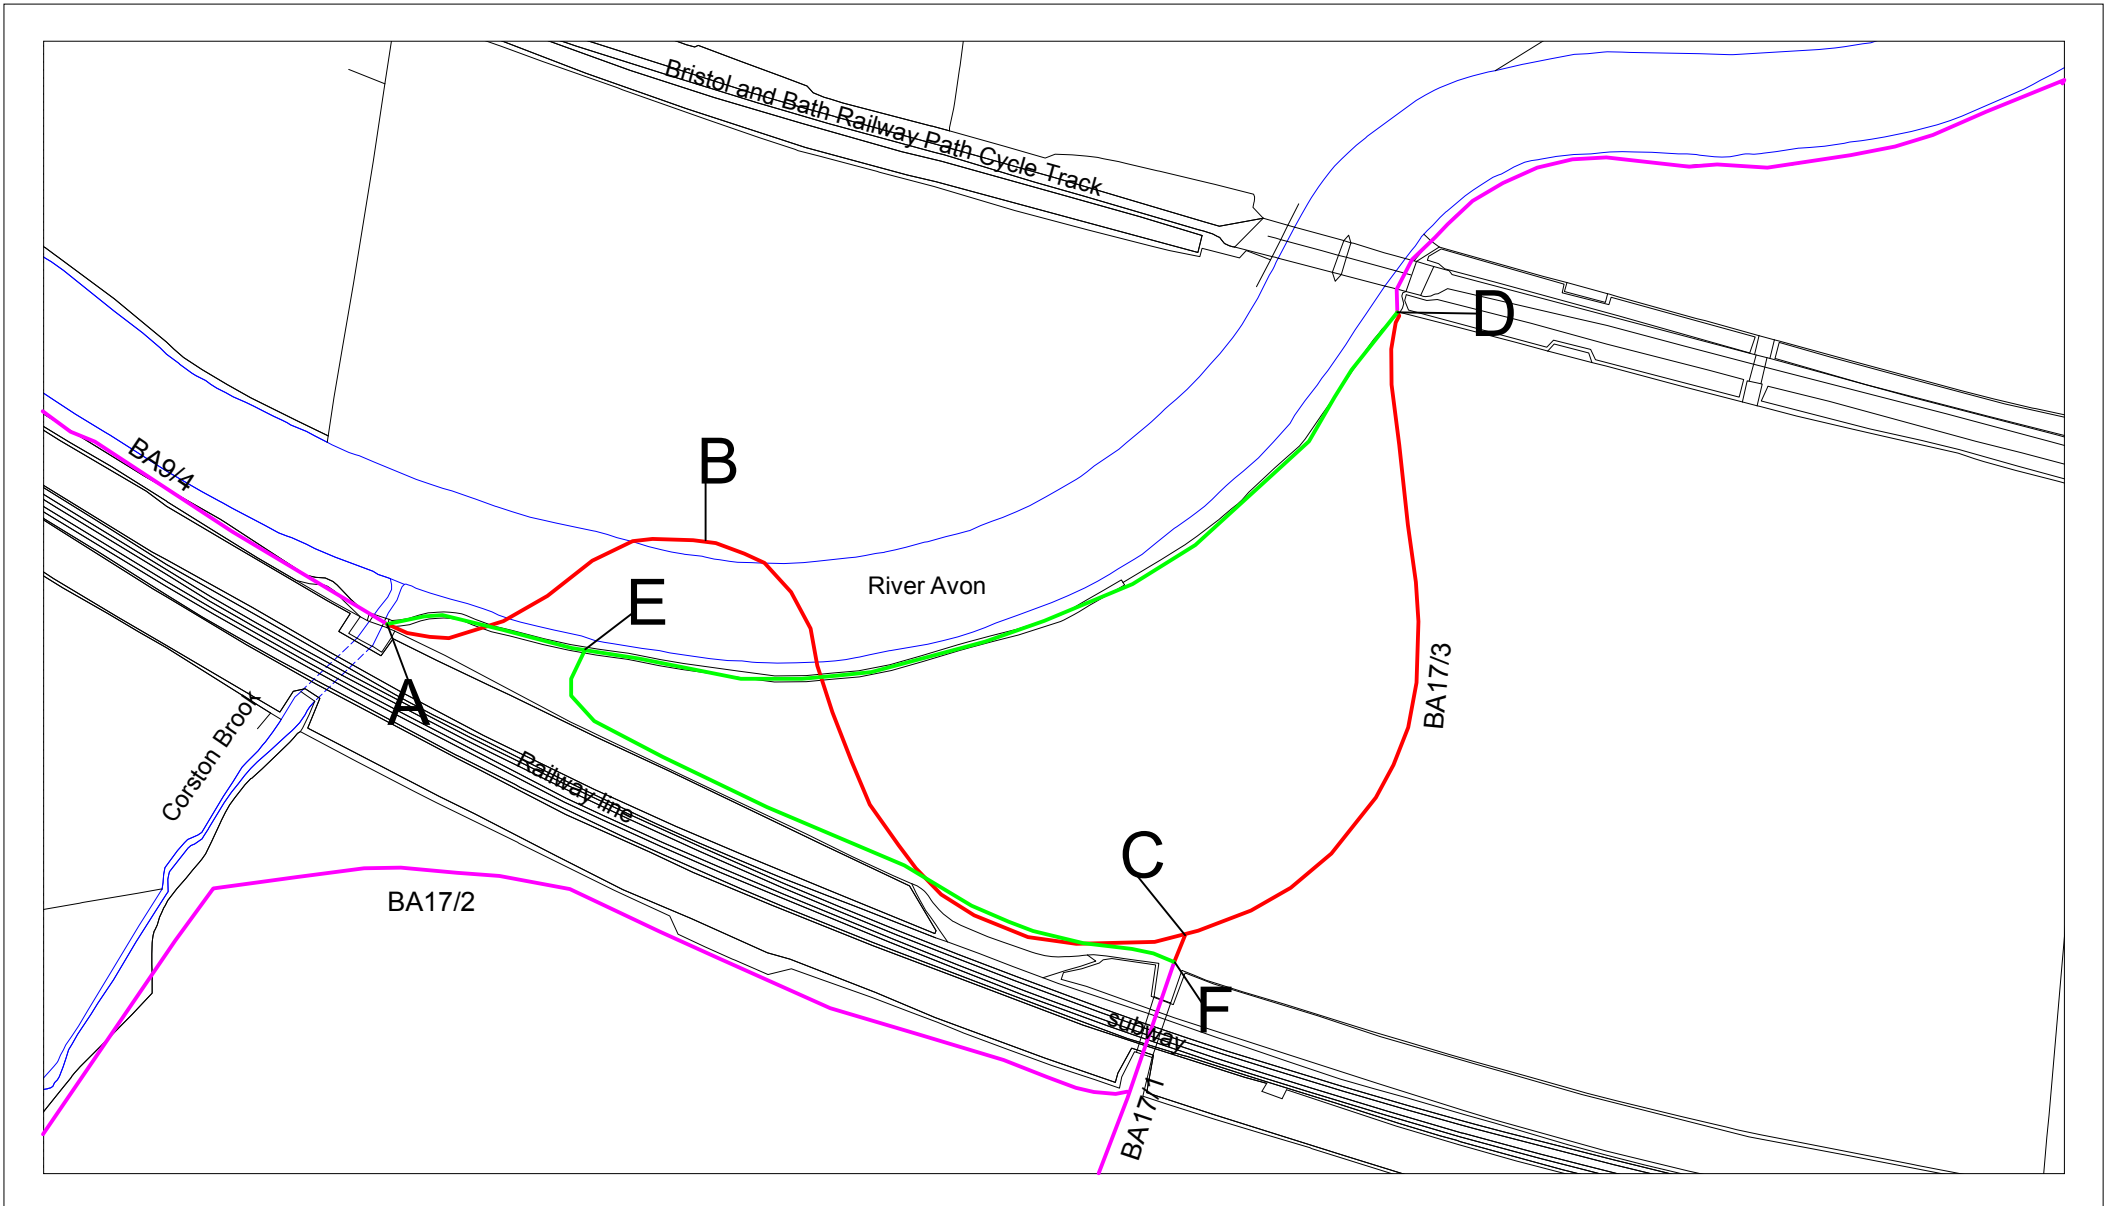 Bristol and Bath Railway Path Cycle Track
D
B
BA9/4
River Avon
E
A
BA17/3
Corston Brook
Railway line
C
BA17/2
F
subway
BA17/1